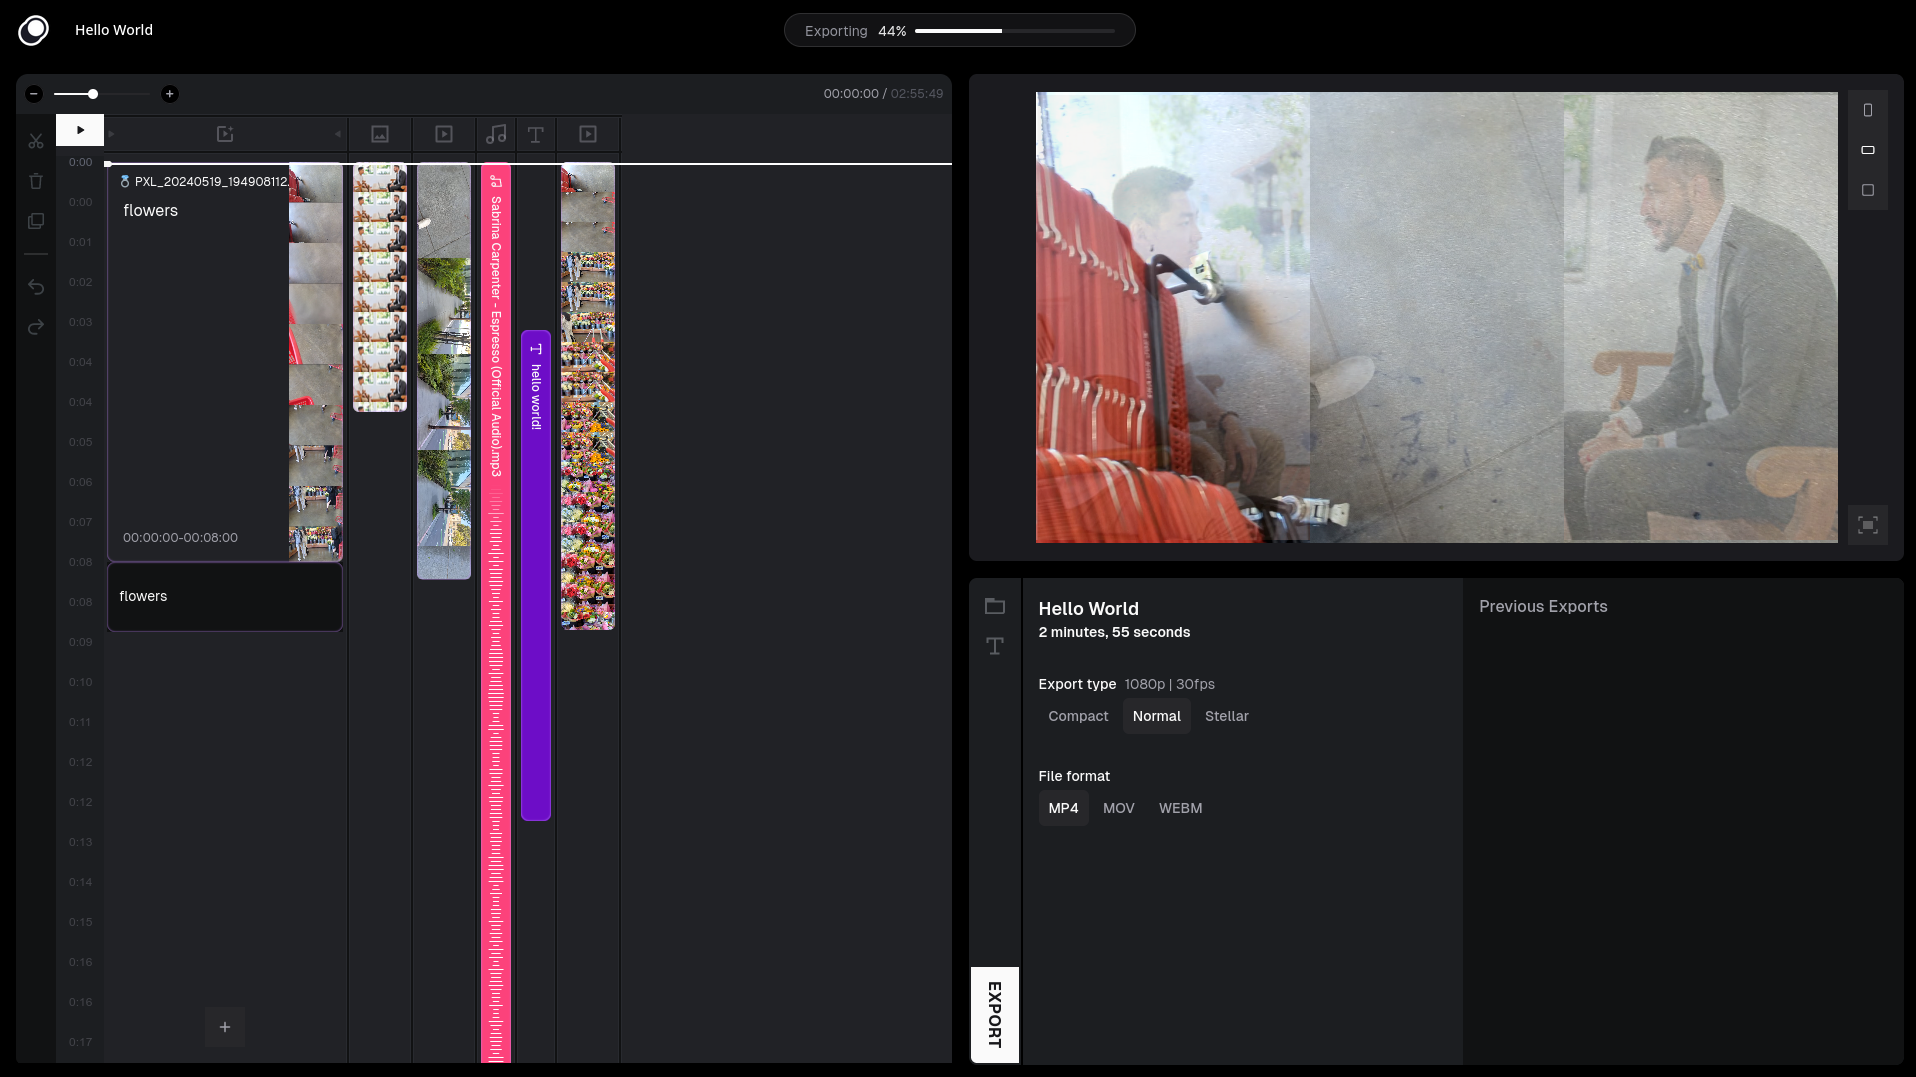 Hello World
Exporting 44%
00:00:00 / 02:55:49
0:00
0:00
0:01
0:02
0:03
0:04
0:04
0:05
0:06
0:07
0:08
0:08
0:09
0:10
0:11
0:12
0:12
0:13
0:14
0:15
0:16
0:16
0:17
PXL_20240519_194908112.
flowers
00:00:00-00:08:00
flowers
Sabrina Carpenter - Espresso (Official Audio).mp3
T hello world!
EXPORT
Hello World
2 minutes, 55 seconds
Export type 1080p | 30fps
Compact Normal Stellar
File format
MP4 MOV WEBM
Previous Exports